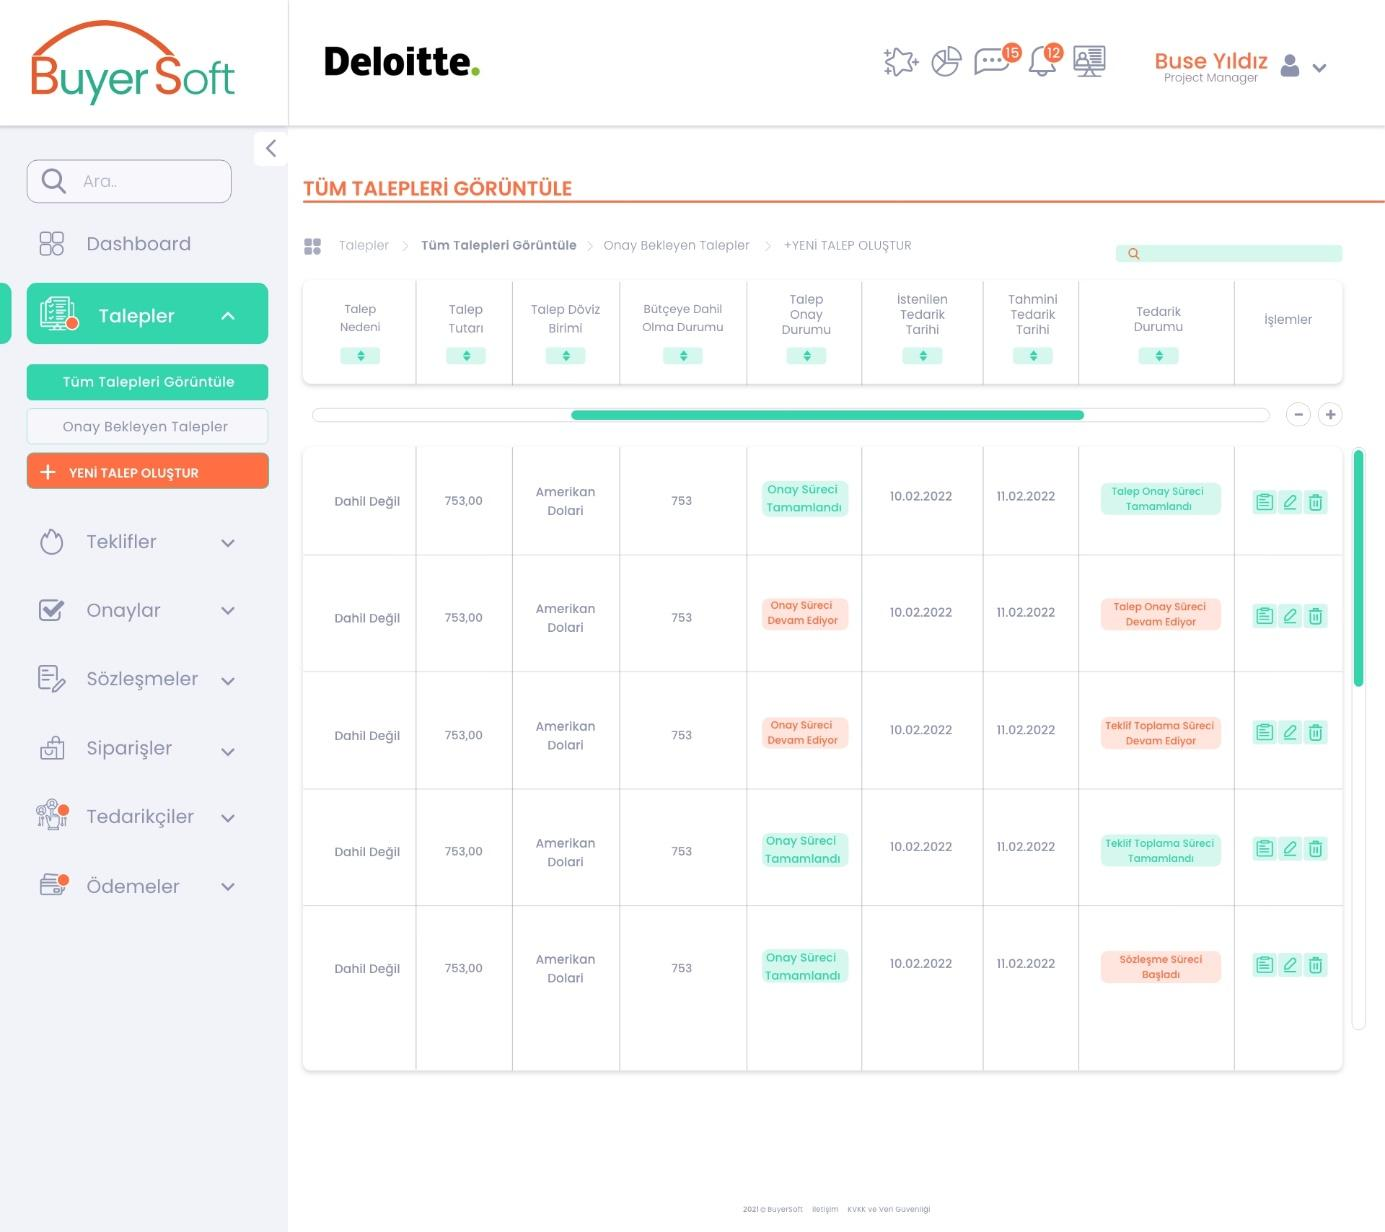 Buyer Soft
Deloitte.
15
12
Buse Yıldız
Project Manager
Ara..
Dashboard
Talepler
Tüm Talepleri Görüntüle
Onay Bekleyen Talepler
YENİ TALEP OLUŞTUR
Teklifler
Onaylar
Sözleşmeler
Siparişler
Tedarikçiler
Ödemeler
TÜM TALEPLERİ GÖRÜNTÜLE
Talepler > Tüm Talepleri Görüntüle > Onay Bekleyen Talepler > +YENİ TALEP OLUŞTUR
Talep
Nedeni
Talep
Tutarı
Talep Döviz
Birimi
Bütçeye Dahil
Olma Durumu
Talep
Onay
Durumu
İstenilen
Tedarik
Tarihi
Tahmini
Tedarik
Tarihi
Tedarik
Durumu
İşlemler
Dahil Değil
753,00
Amerikan
Dolari
753
Onay Süreci
Tamamlandı
10.02.2022
11.02.2022
Talep Onay Süreci
Tamamlandı
Dahil Değil
753,00
Amerikan
Dolari
753
Onay Süreci
Devam Ediyor
10.02.2022
11.02.2022
Talep Onay Süreci
Devam Ediyor
Dahil Değil
753,00
Amerikan
Dolari
753
Onay Süreci
Devam Ediyor
10.02.2022
11.02.2022
Teklif Toplama Süreci
Devam Ediyor
Dahil Değil
753,00
Amerikan
Dolari
753
Onay Süreci
Tamamlandı
10.02.2022
11.02.2022
Teklif Toplama Süreci
Tamamlandı
Dahil Değil
753,00
Amerikan
Dolari
753
Onay Süreci
Tamamlandı
10.02.2022
11.02.2022
Sözleşme Süreci
Başladı
2021 © BuyerSoft İletişim KVKK ve Veri Güvenliği